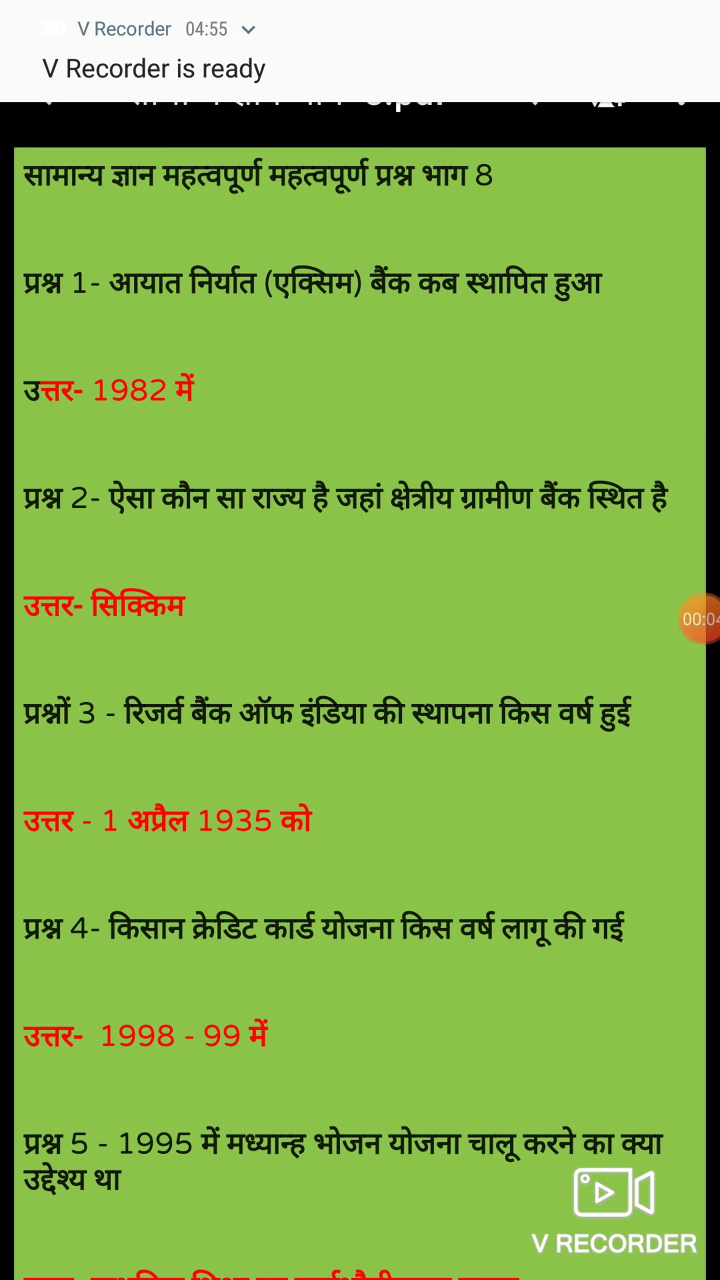 V Recorder 04:55
V Recorder is ready
सामान्य ज्ञान महत्वपूर्ण महत्वपूर्ण प्रश्न भाग 8
प्रश्न 1- आयात निर्यात (एक्सिम) बैंक कब स्थापित हुआ
उत्तर- 1982 में
प्रश्न 2- ऐसा कौन सा राज्य है जहां क्षेत्रीय ग्रामीण बैंक स्थित है
उत्तर- सिक्किम
00:04
प्रश्नों 3 - रिजर्व बैंक ऑफ इंडिया की स्थापना किस वर्ष हुई
उत्तर - 1 अप्रैल 1935 को
प्रश्न 4- किसान क्रेडिट कार्ड योजना किस वर्ष लागू की गई
उत्तर- 1998 - 99 में
प्रश्न 5 - 1995 में मध्यान्ह भोजन योजना चालू करने का क्या
उद्देश्य था
V RECORDER